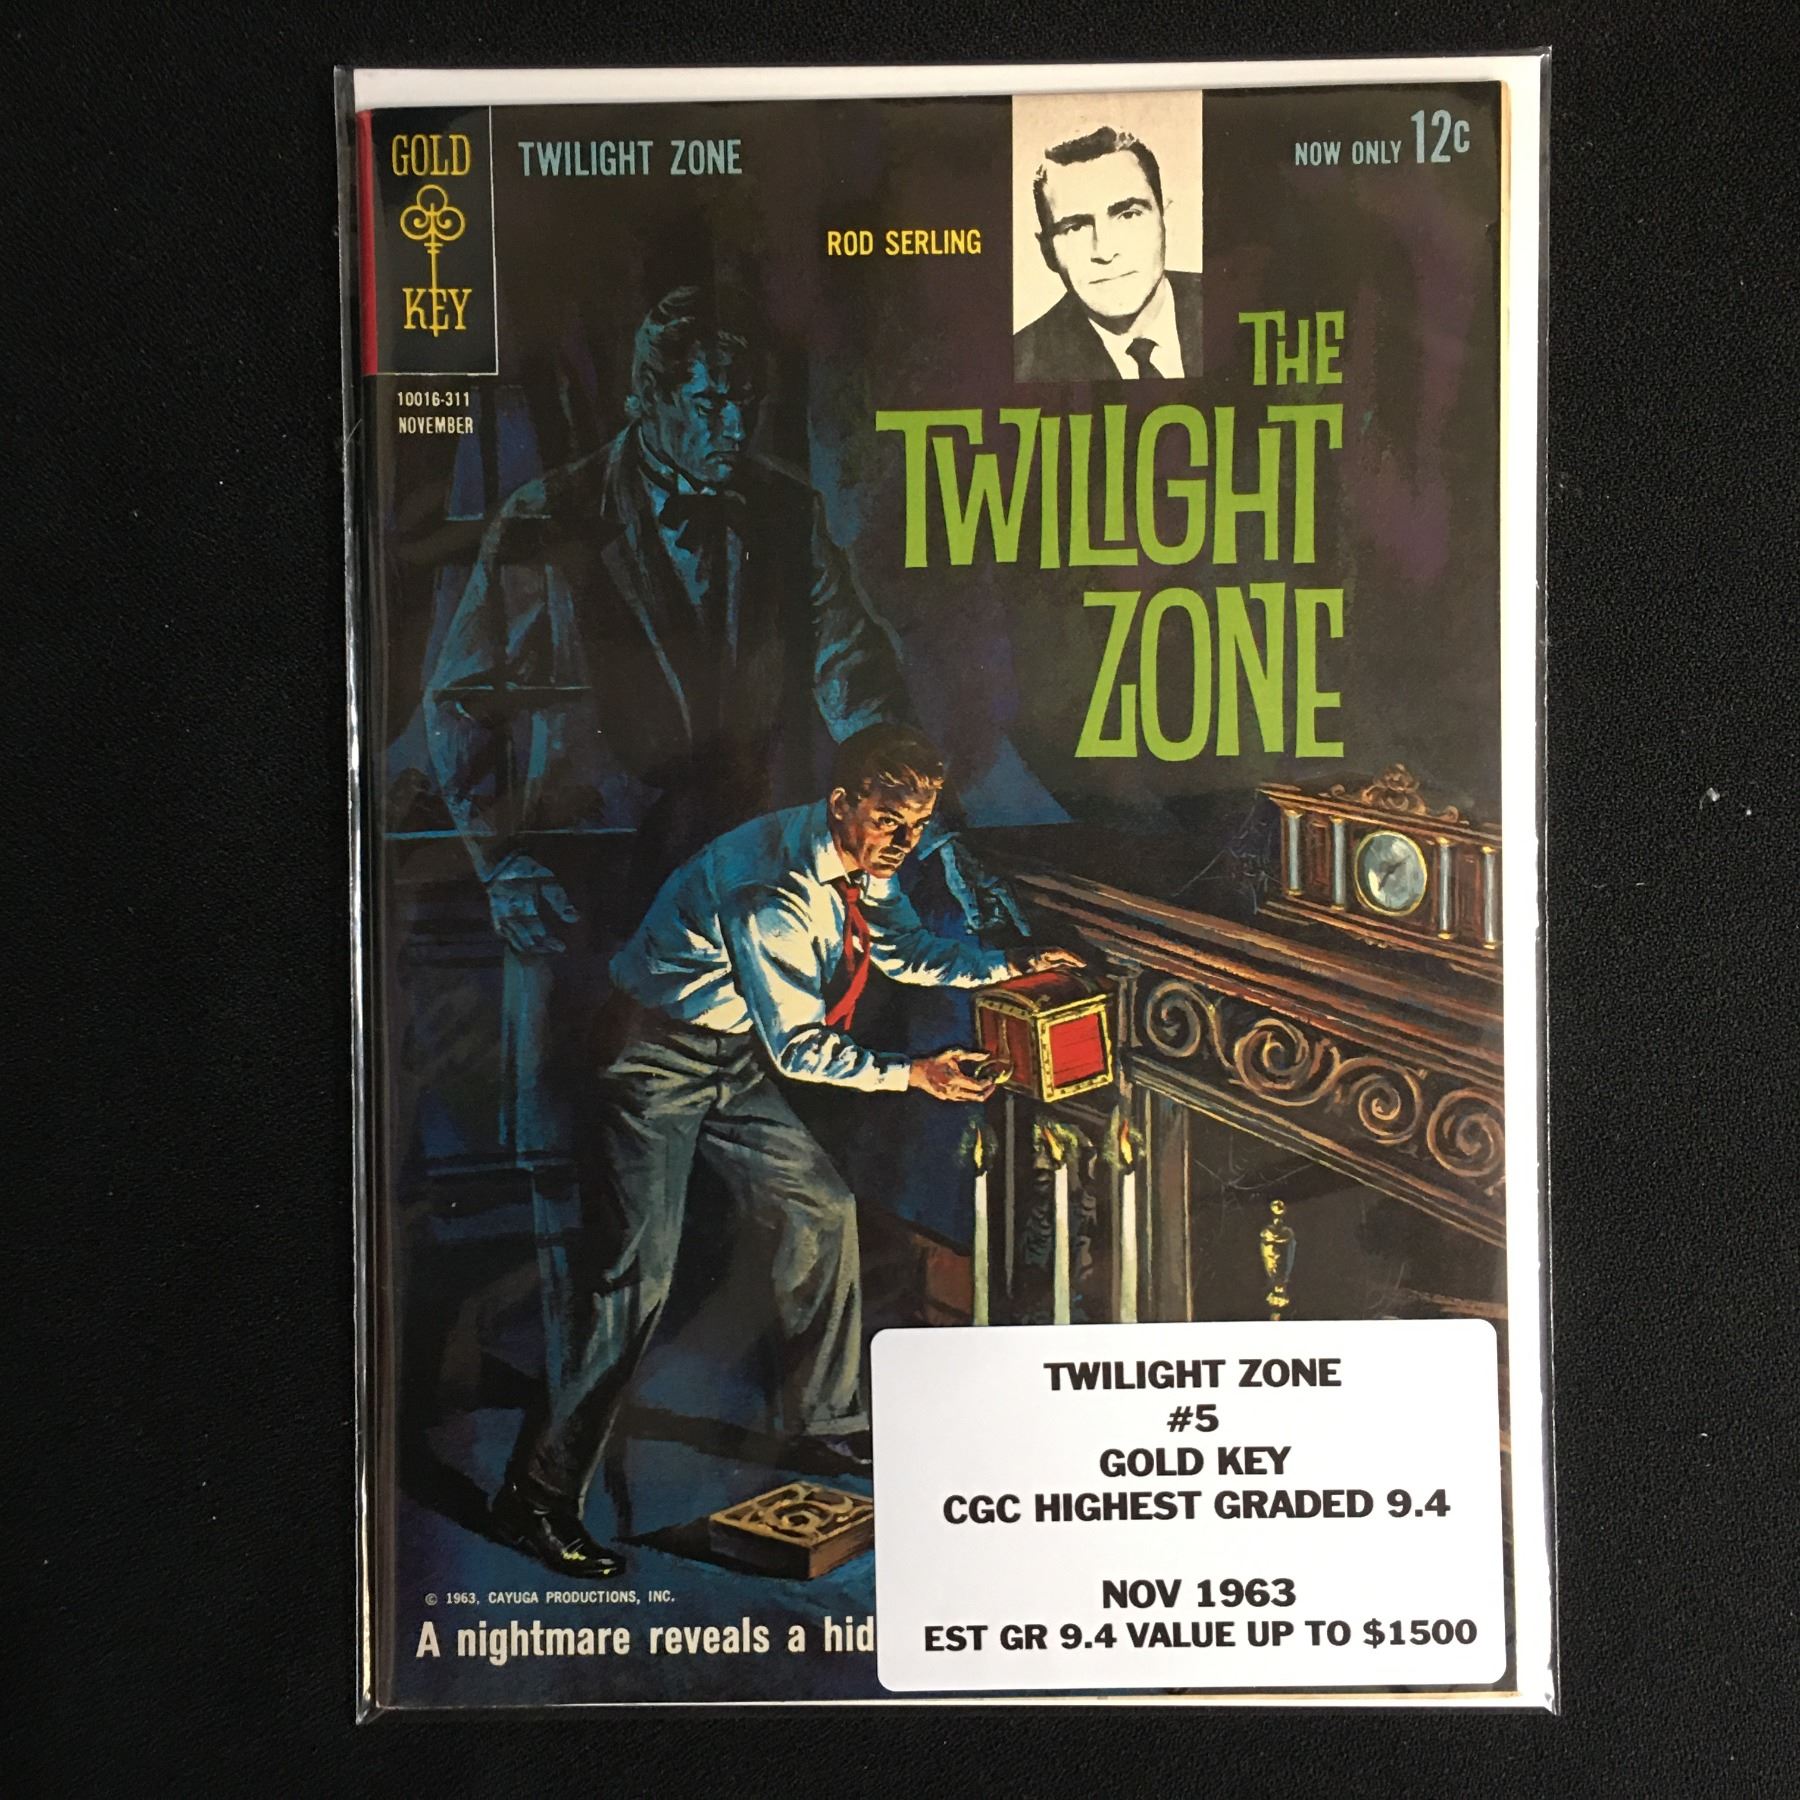 GOLD
KEY
TWILIGHT ZONE
NOW ONLY 12c
ROD SERLING
THE
TWILIGHT
ZONE
10016-311
NOVEMBER
© 1963, CAYUGA PRODUCTIONS, INC.
A nightmare reveals a hid
TWILIGHT ZONE
#5
GOLD KEY
CGC HIGHEST GRADED 9.4
NOV 1963
EST GR 9.4 VALUE UP TO $1500